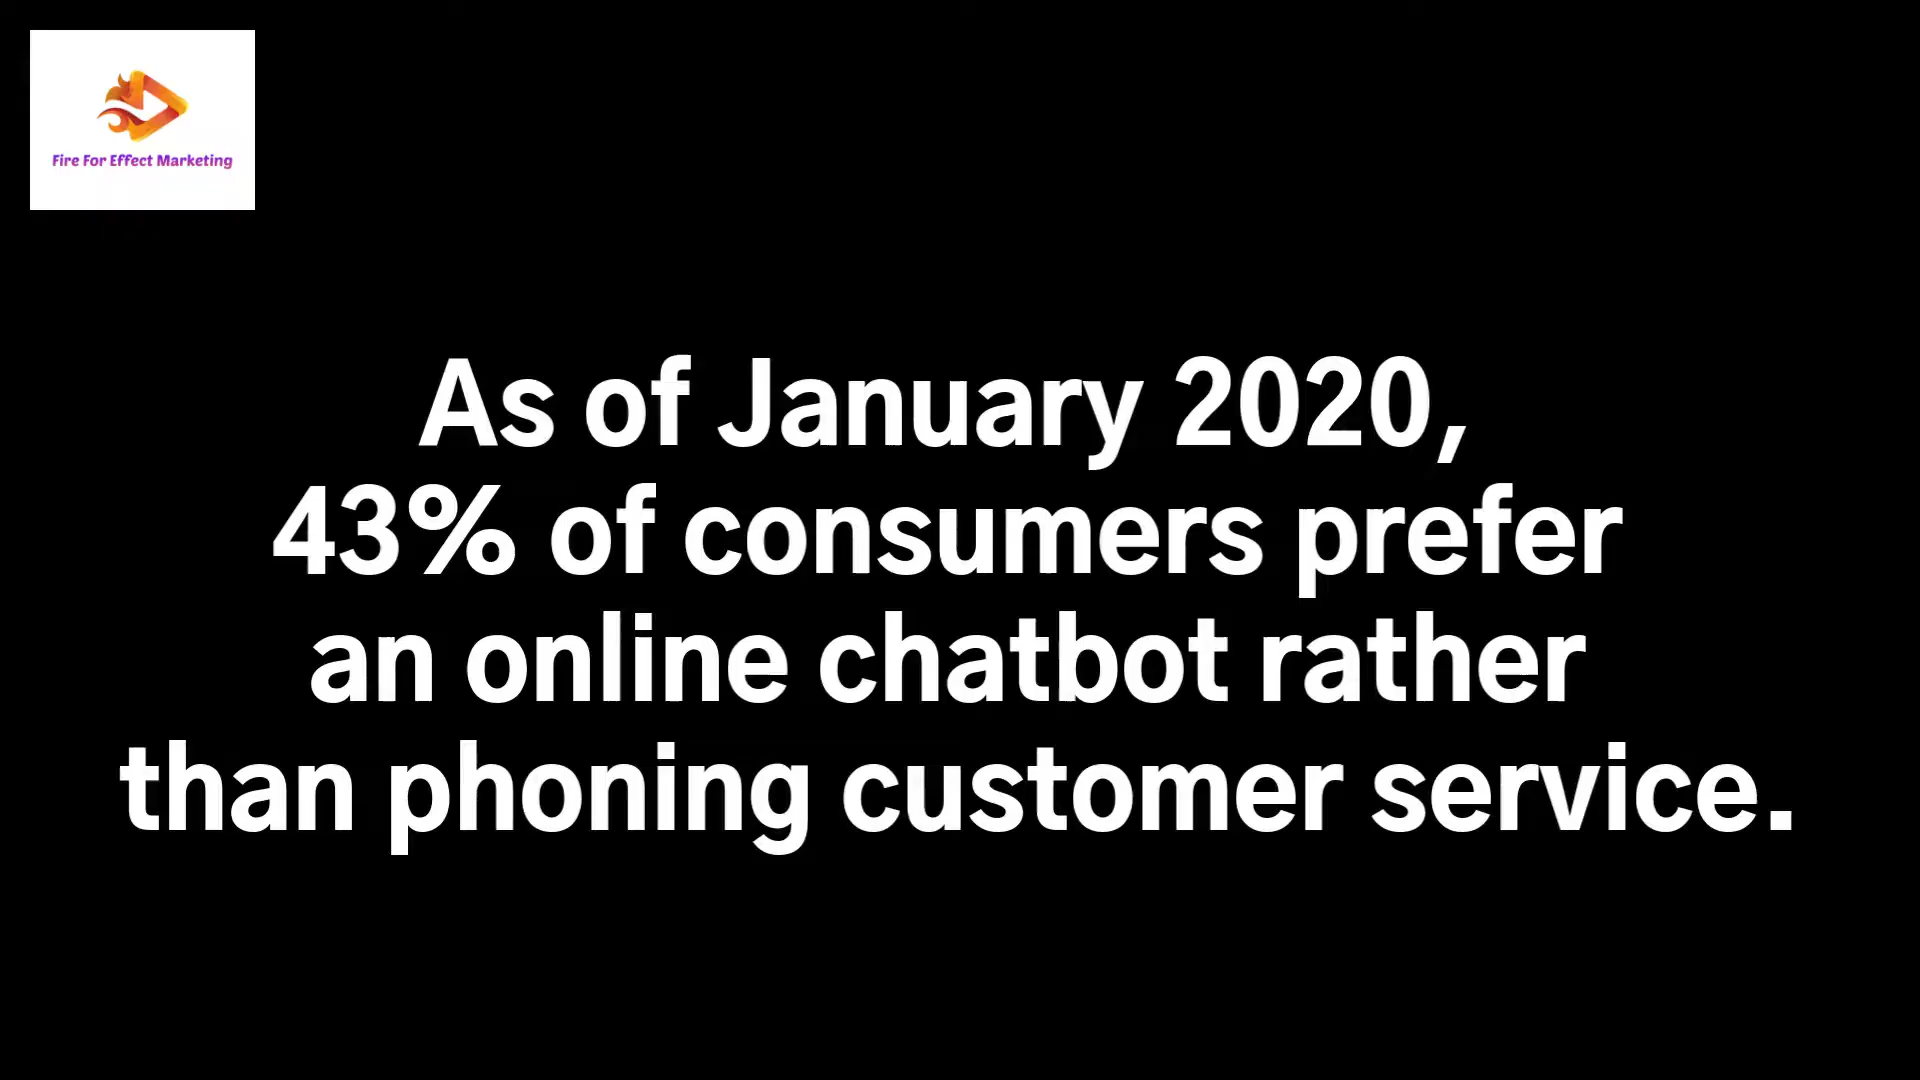 Fire For Effect Marketing
As of January 2020,
43% of consumers prefer
an online chatbot rather
than phoning customer service.